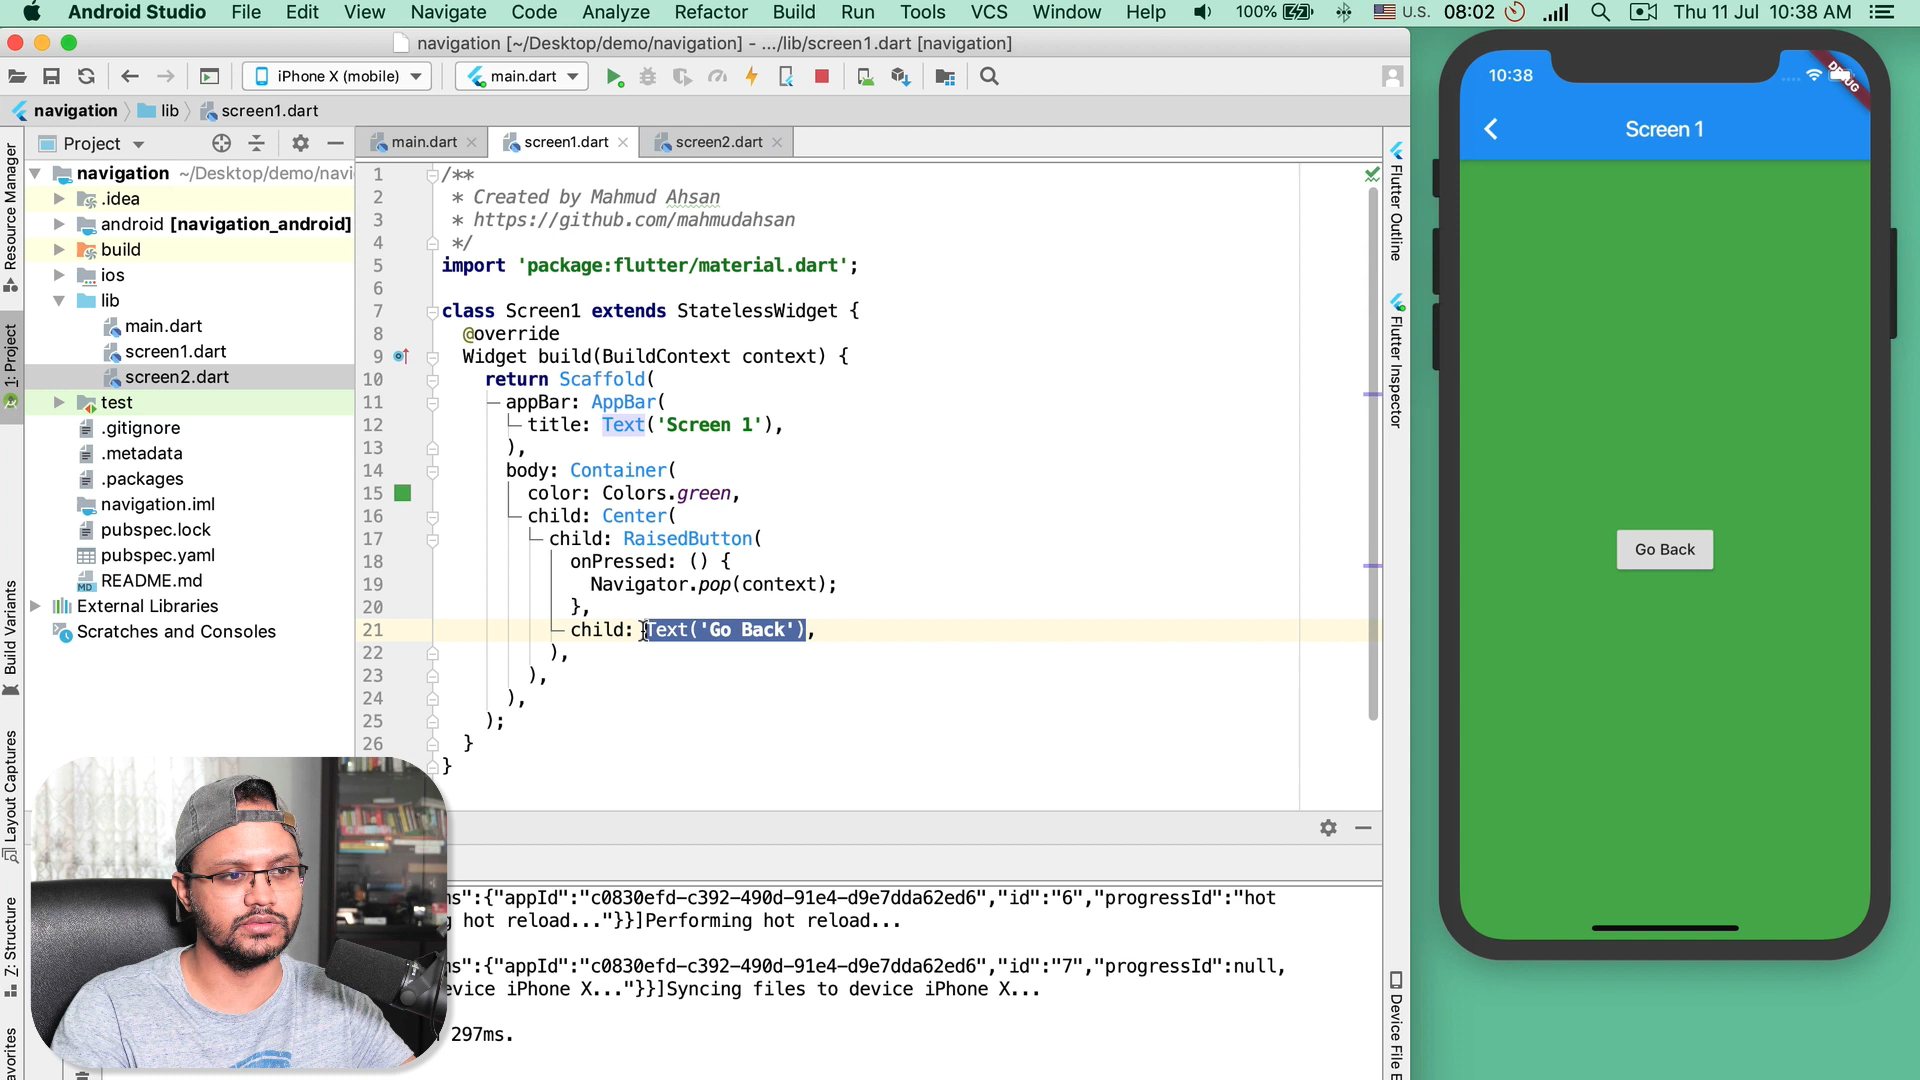 Android Studio File Edit View Navigate Code Analyze Refactor Build Run Tools VCS Window Help 100% U.S. 08:02 Thu 11 Jul 10:38 AM
navigation [~/Desktop/demo/navigation] - .../lib/screen1.dart [navigation]
iPhone X (mobile) main.dart
navigation lib screen1.dart
Project
main.dart screen1.dart screen2.dart
navigation ~/Desktop/demo/navi
.idea
android [navigation_android]
build
ios
lib
main.dart
screen1.dart
screen2.dart
test
.gitignore
.metadata
.packages
navigation.iml
pubspec.lock
pubspec.yaml
README.md
External Libraries
Scratches and Consoles
Resource Manager
1: Project
Build Variants
Layout Captures
7: Structure
avorites
1 /**
2 * Created by Mahmud Ahsan
3 * https://github.com/mahmudahsan
4 */
5 import 'package:flutter/material.dart';
6
7 class Screen1 extends StatelessWidget {
8 @override
9 Widget build(BuildContext context) {
10 return Scaffold(
11 appBar: AppBar(
12 title: Text('Screen 1'),
13 ),
14 body: Container(
15 color: Colors.green,
16 child: Center(
17 child: RaisedButton(
18 onPressed: () {
19 Navigator.pop(context);
20 },
21 child: Text('Go Back'),
22 ),
23 ),
24 ),
25 );
26 }
}
ns":{"appId":"c0830efd-c392-490d-91e4-d9e7dda62ed6","id":"6","progressId":"hot
g hot reload..."}}]Performing hot reload...
ns":{"appId":"c0830efd-c392-490d-91e4-d9e7dda62ed6","id":"7","progressId":null,
evice iPhone X..."}}]Syncing files to device iPhone X...
297ms.
Flutter Outline
Flutter Inspector
Device File E
10:38
DEBUG
Screen 1
Go Back